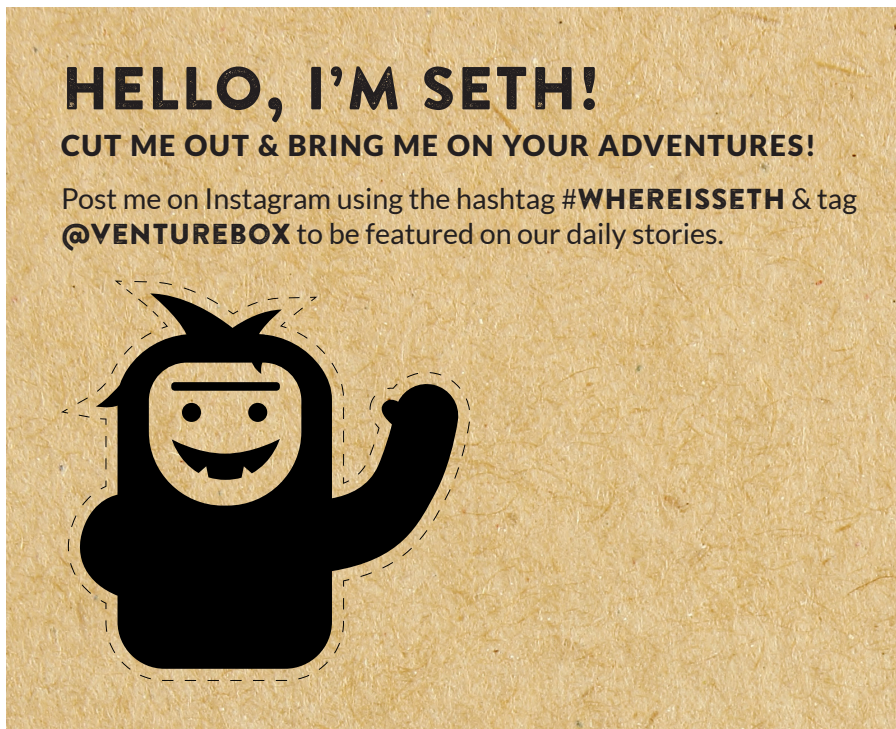 HELLO, I'M SETH!
CUT ME OUT & BRING ME ON YOUR ADVENTURES!
Post me on Instagram using the hashtag #WHEREISSETH & tag
@VENTUREBOX to be featured on our daily stories.